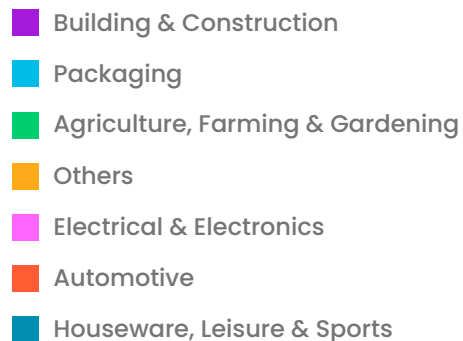 Building & Construction
Packaging
Agriculture, Farming & Gardening
Others
Electrical & Electronics
Automotive
Houseware, Leisure & Sports